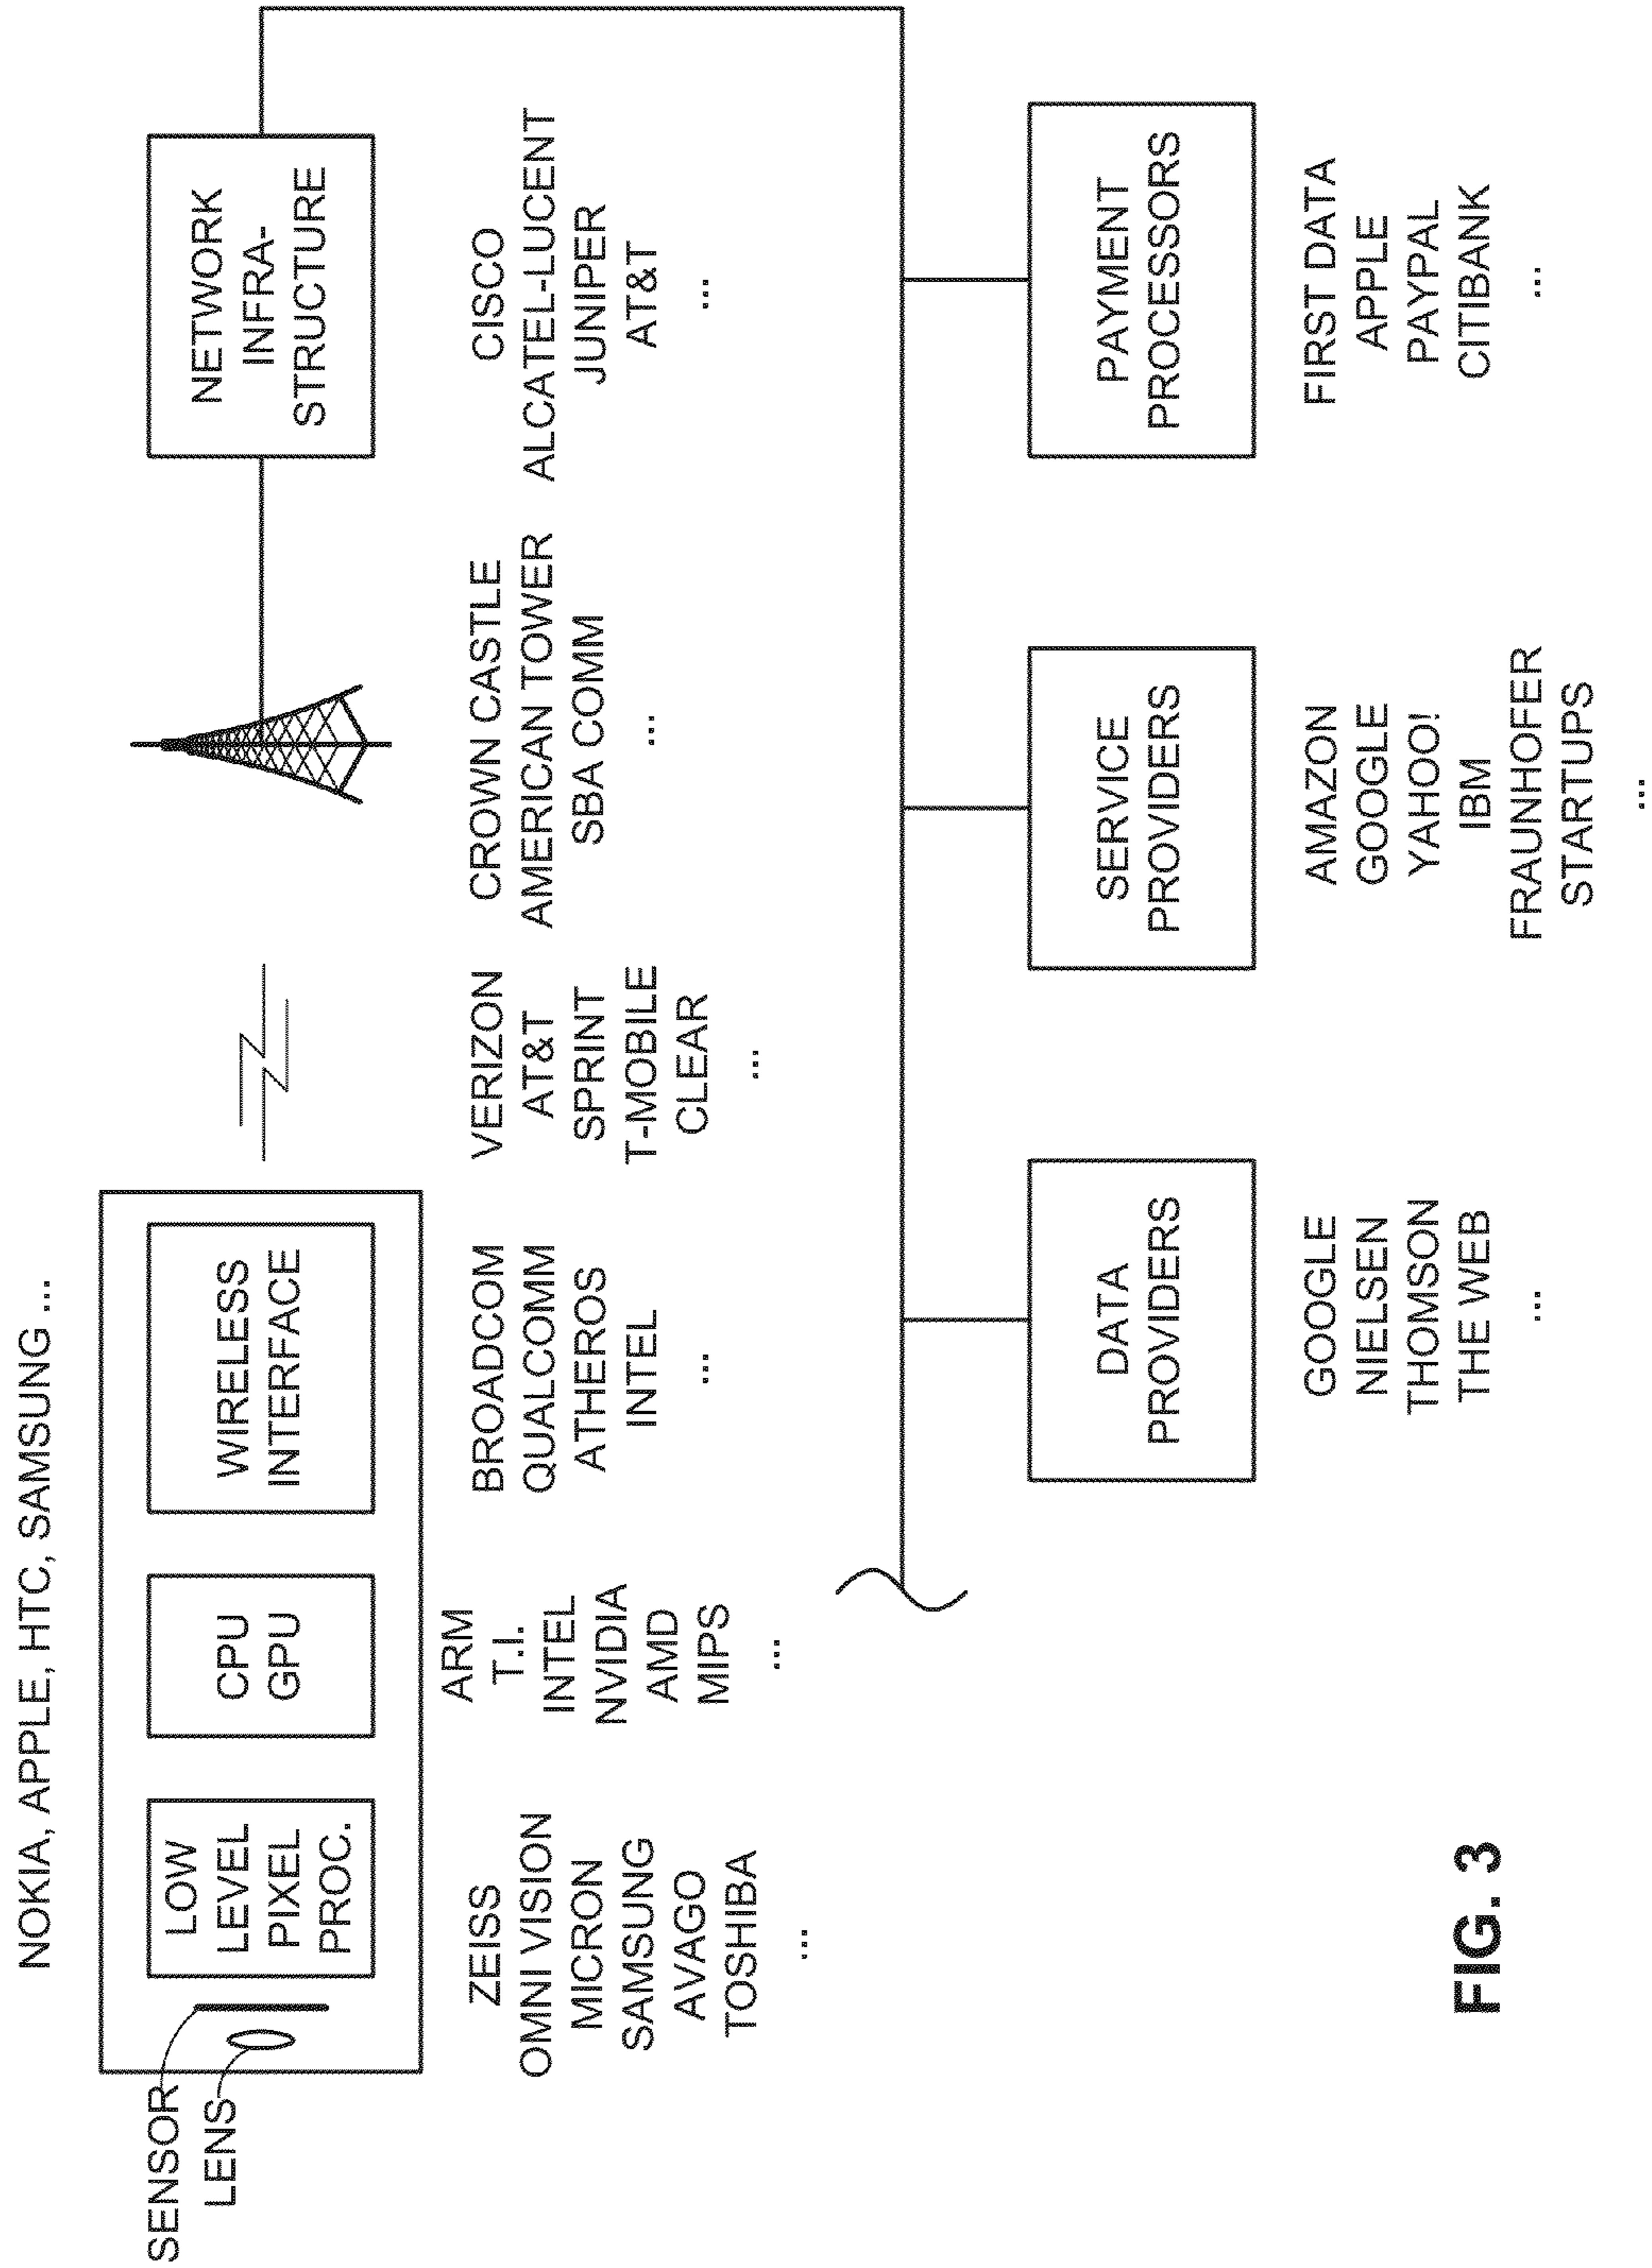 NOKIA, APPLE, HTC, SAMSUNG ...
SENSOR
LENS
LOW
LEVEL
PIXEL
PROC.
CPU
GPU
WIRELESS
INTERFACE
NETWORK
INFRA-
STRUCTURE
ZEISS
OMNI VISION
MICRON
SAMSUNG
AVAGO
TOSHIBA
...
ARM
T.I.
INTEL
NVIDIA
AMD
MIPS
...
BROADCOM
QUALCOMM
ATHEROS
INTEL
...
VERIZON
AT&T
SPRINT
T-MOBILE
CLEAR
...
CROWN CASTLE
AMERICAN TOWER
SBA COMM
...
CISCO
ALCATEL-LUCENT
JUNIPER
AT&T
...
DATA
PROVIDERS
GOOGLE
NIELSEN
THOMSON
THE WEB
...
SERVICE
PROVIDERS
AMAZON
GOOGLE
YAHOO!
IBM
FRAUNHOFER
STARTUPS
...
PAYMENT
PROCESSORS
FIRST DATA
APPLE
PAYPAL
CITIBANK
...
FIG. 3